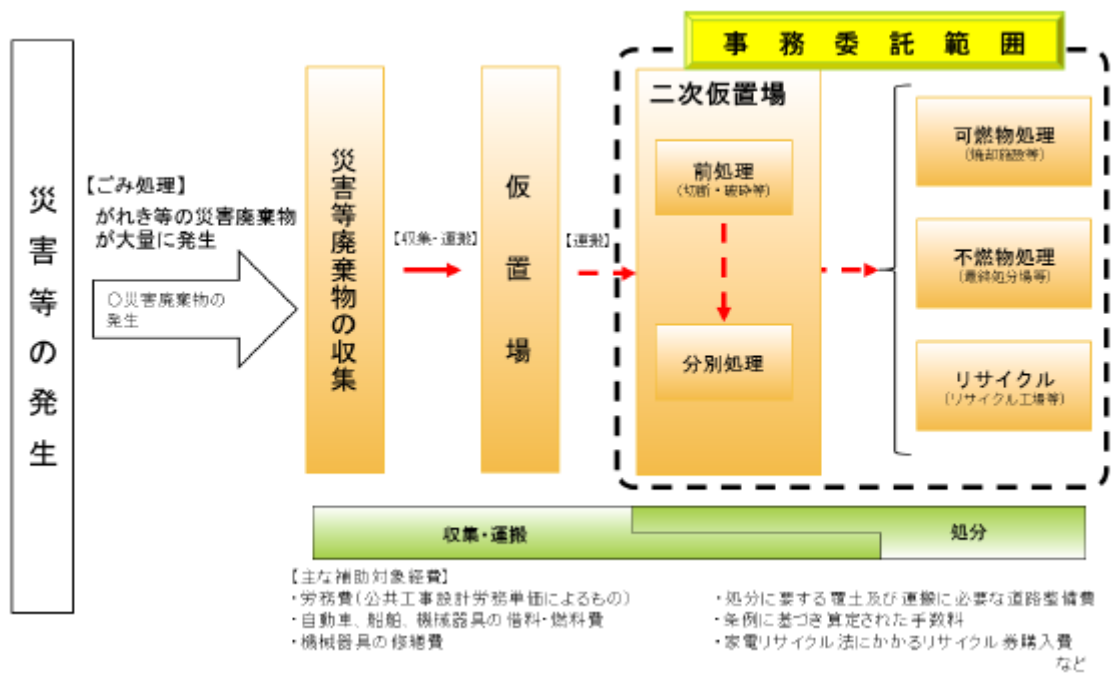 事務委託範囲
災害等の発生
【ごみ処理】
がれき等の災害廃棄物
が大量に発生
○災害廃棄物の
発生
災害等廃棄物の収集
【収集・運搬】
仮置場
【運搬】
二次仮置場
前処理
(切断・破砕等)
分別処理
可燃物処理
(焼却施設等)
不燃物処理
(最終処分場等)
リサイクル
(リサイクル工場等)
収集・運搬
処分
【主な補助対象経費】
・労務費(公共工事設計労務単価によるもの)
・自動車、船舶、機械器具の借料・燃料費
・機械器具の修繕費
・処分に要する覆土及び運搬に必要な道路整備費
・条例に基づき算定された手数料
・家電リサイクル法にかかるリサイクル券購入費
など